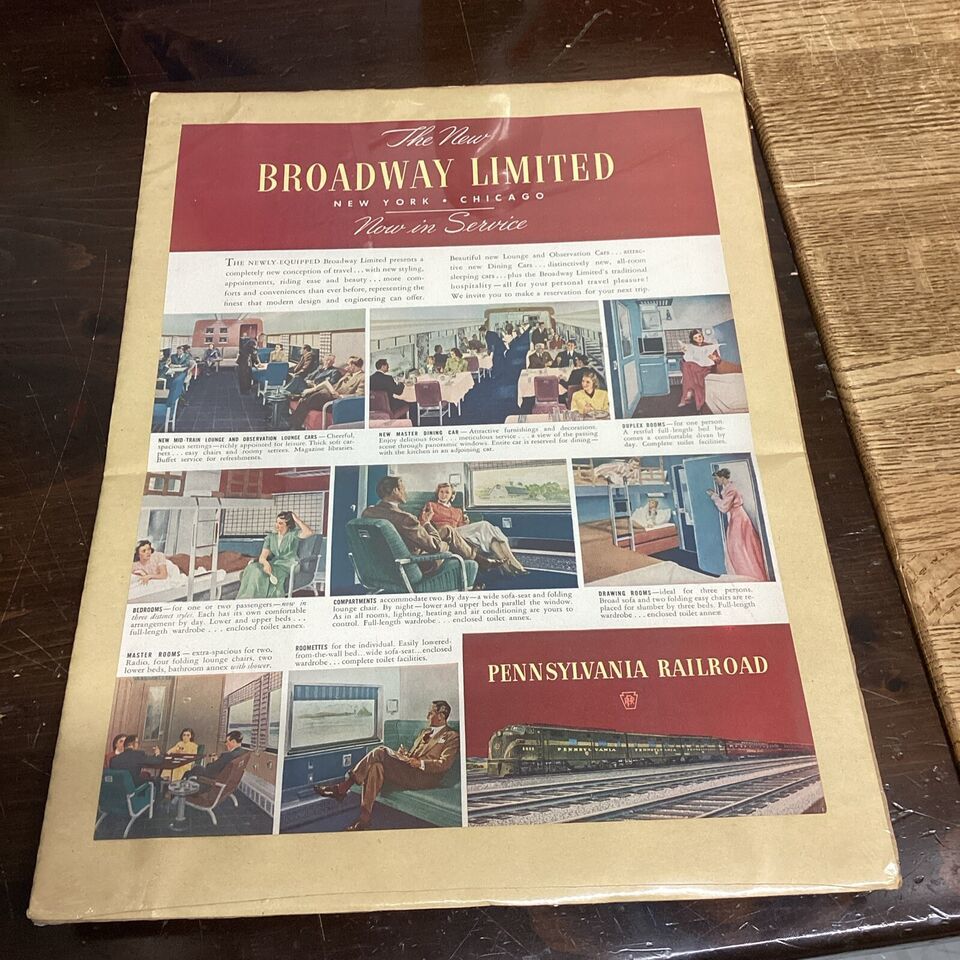 The New
BROADWAY LIMITED
NEW YORK • CHICAGO
Now in Service
THE NEWLY-EQUIPPED Broadway Limited presents a
completely new conception of travel...with new styling,
appointments, riding ease and beauty...more com-
forts and conveniences than ever before, representing the
finest that modern design and engineering can offer.
Beautiful new Lounge and Observation Cars...attrac-
tive new Dining Cars...distinctively new, all-room
sleeping cars...plus the Broadway Limited's traditional
hospitality—all for your personal travel pleasure!
We invite you to make a reservation for your next trip.
NEW MID-TRAIN LOUNGE AND OBSERVATION LOUNGE CARS—Cheerful,
spacious settings—richly appointed for leisure. Thick soft car-
pets...easy chairs and roomy settees. Magazine libraries.
Buffet service for refreshments.
NEW MASTER DINING CAR—Attractive furnishings and decorations.
Enjoy delicious food...meticulous service...a view of the passing
scene through panoramic windows. Entire car is reserved for dining—
with the kitchen in an adjoining car.
DUPLEX ROOMS—for one person.
A restful full-length bed be-
comes a comfortable divan by
day. Complete toilet facilities.
BEDROOMS—for one or two passengers—now in
three distinct styles. Each has its own comfortable
arrangement by day. Lower and upper beds...
full-length wardrobe...enclosed toilet annex.
COMPARTMENTS accommodate two. By day—a wide sofa-seat and folding
lounge chair. By night—lower and upper beds parallel the window.
As in all rooms, lighting, heating and air conditioning are yours to
control. Full-length wardrobe...enclosed toilet annex.
DRAWING ROOMS—ideal for three persons.
Broad sofa and two folding easy chairs are re-
placed for slumber by three beds. Full-length
wardrobe...enclosed toilet annex.
MASTER ROOMS—extra-spacious for two,
Radio, four folding lounge chairs, two
lower beds, bathroom annex with shower.
ROOMETTES for the individual. Easily lowered-
from-the-wall bed...wide sofa-seat...enclosed
wardrobe...complete toilet facilities.
PENNSYLVANIA RAILROAD
PENNSYLVANIA